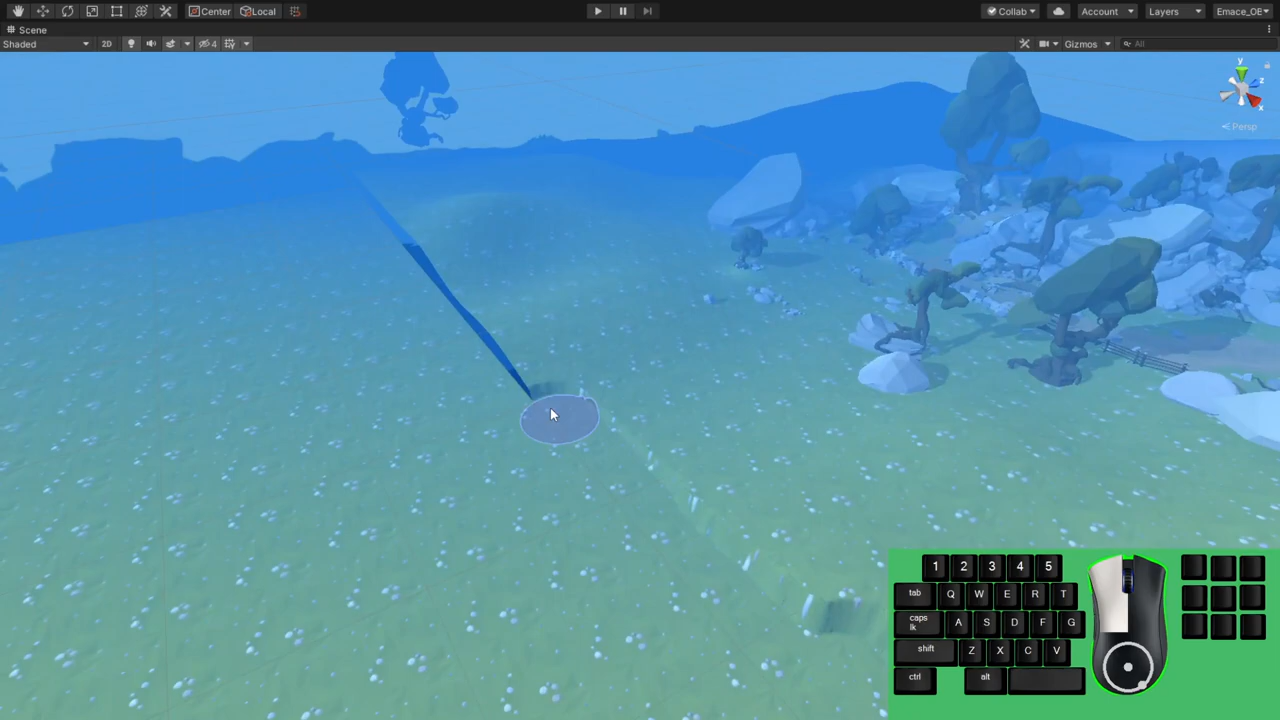 Center Local Collab Account Layers Emace_OE
Scene
Shaded 2D 4 Gizmos All
y
z
x
Persp
1 2 3 4 5
tab Q W E R T
caps lk A S D F G
shift Z X C V
ctrl alt